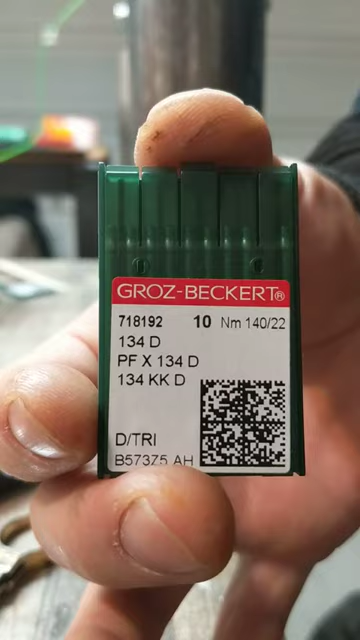 GROZ-BECKERT®
718192 10 Nm 140/22
134 D
PF X 134 D
134 KK D
D/TRI
B573Z5 AH